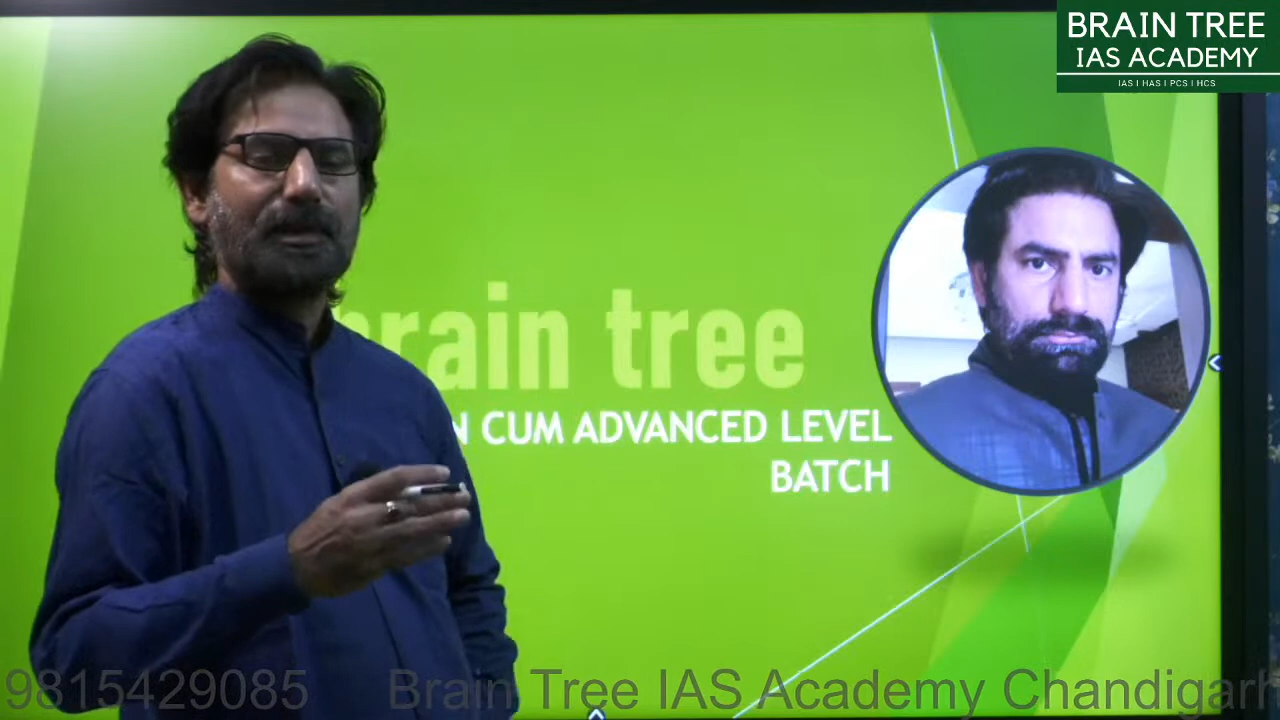 BRAIN TREE
IAS ACADEMY
IAS | HAS | PCS | HCS
brain tree
N CUM ADVANCED LEVEL
BATCH
9815429085 Brain Tree IAS Academy Chandigarh